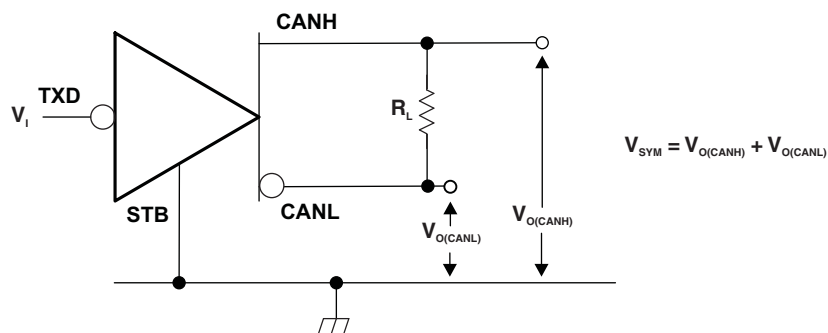 CANH
TXD
V_I
R_L
V_SYM = V_O(CANH) + V_O(CANL)
STB
CANL
V_O(CANL)
V_O(CANH)